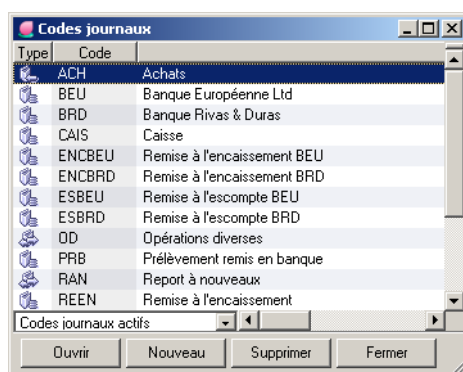 Codes journaux
Type Code
ACH Achats
BEU Banque Européenne Ltd
BRD Banque Rivas & Duras
CAIS Caisse
ENCBEU Remise à l'encaissement BEU
ENCBRD Remise à l'encaissement BRD
ESBEU Remise à l'escompte BEU
ESBRD Remise à l'escompte BRD
OD Opérations diverses
PRB Prélèvement remis en banque
RAN Report à nouveaux
REEN Remise à l'encaissement
Codes journaux actifs
Ouvrir Nouveau Supprimer Fermer